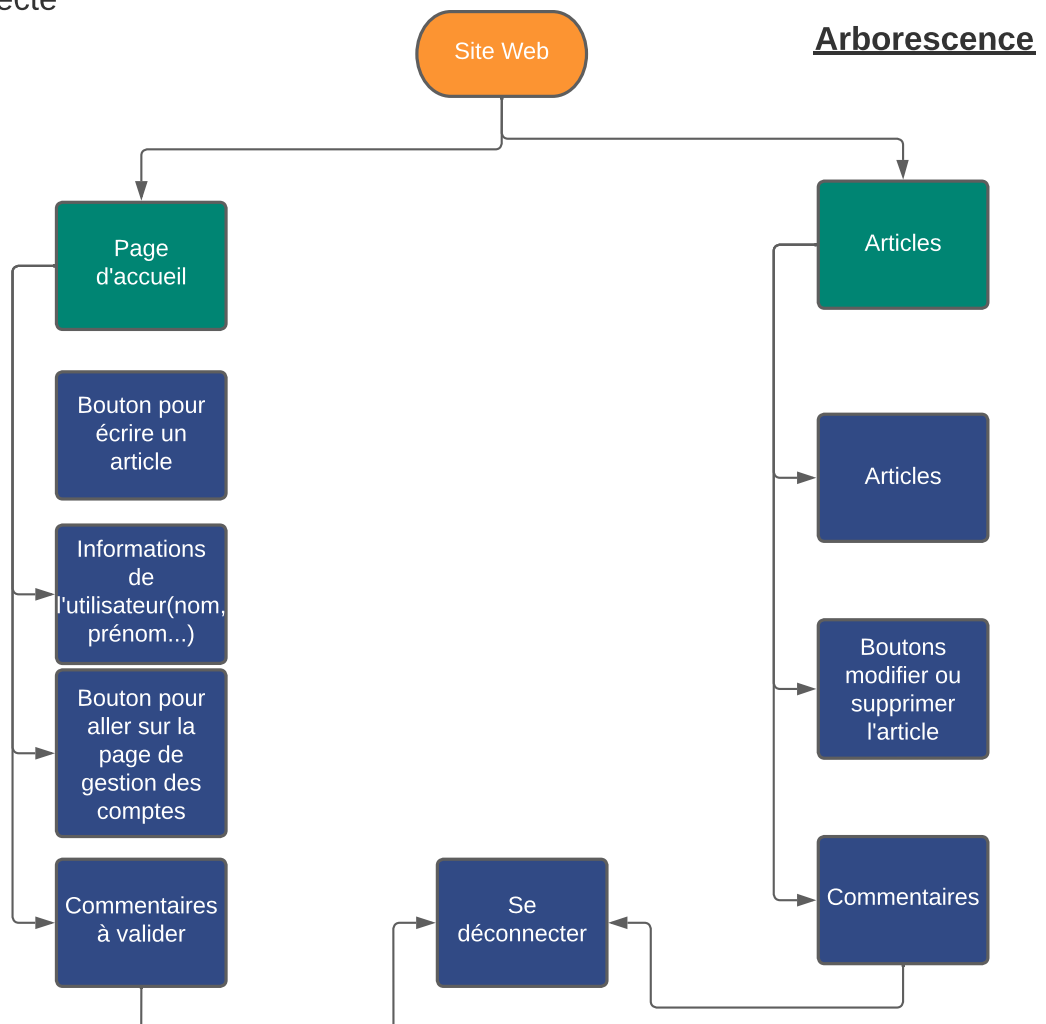 Site Web
Arborescence
Page
d'accueil
Articles
Bouton pour
écrire un
article
Articles
Informations
de
l'utilisateur(nom,
prénom...)
Boutons
modifier ou
supprimer
l'article
Bouton pour
aller sur la
page de
gestion des
comptes
Commentaires
à valider
Se
déconnecter
Commentaires